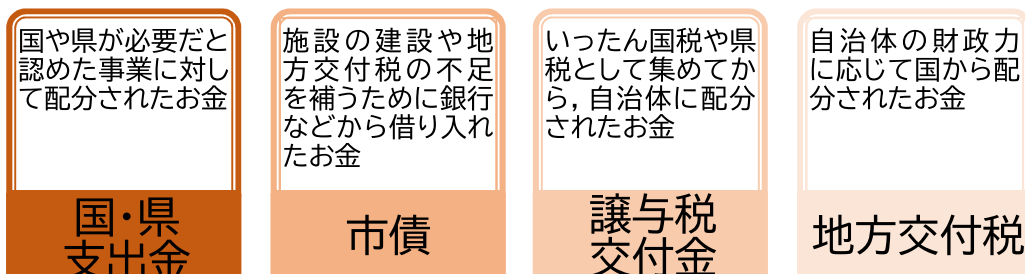 国や県が必要だと
認めた事業に対し
て配分されたお金
国・県
支出金
施設の建設や地
方交付税の不足
を補うために銀行
などから借り入れ
たお金
市債
いったん国税や県
税として集めてか
ら，自治体に配分
されたお金
譲与税
交付金
自治体の財政力
に応じて国から配
分されたお金
地方交付税